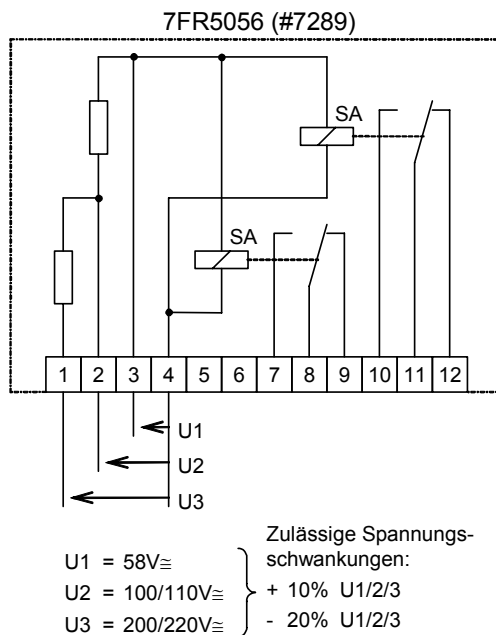 7FR5056 (#7289)
SA
SA
1 2 3 4 5 6 7 8 9 10 11 12
U1
U2
U3
U1 = 58V≅
U2 = 100/110V≅
U3 = 200/220V≅
Zulässige Spannungs-
schwankungen:
+ 10% U1/2/3
- 20% U1/2/3